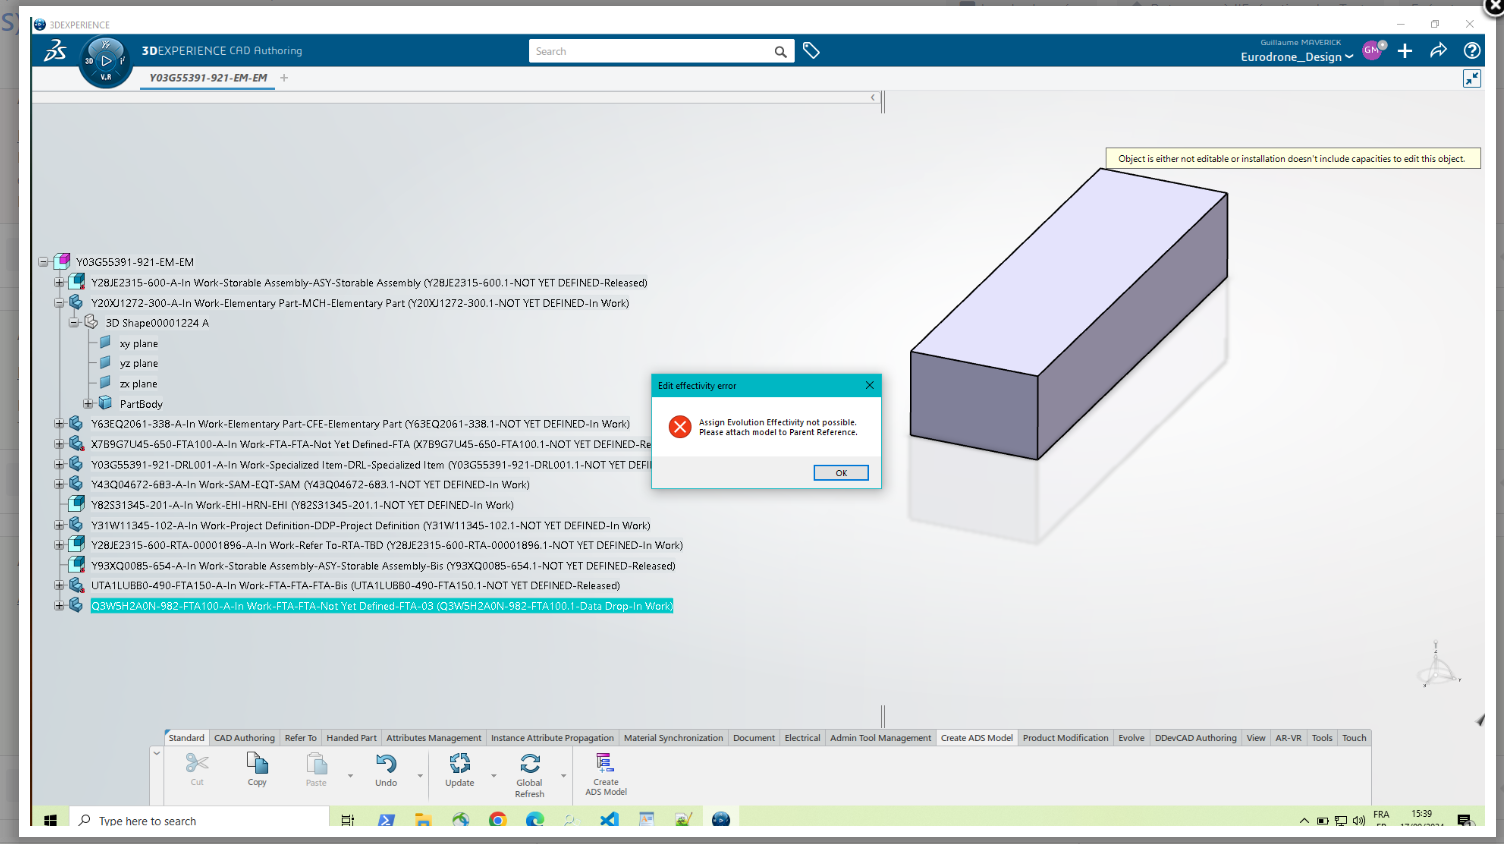 3DEXPERIENCE
3DEXPERIENCE CAD Authoring
Search
Guillaume MAVERICK
Eurodrone_Design
GM
3D
V.R
Y03G55391-921-EM-EM
Object is either not editable or installation doesn't include capacities to edit this object.
Y03G55391-921-EM-EM
Y28JE2315-600-A-In Work-Storable Assembly-ASY-Storable Assembly (Y28JE2315-600.1-NOT YET DEFINED-Released)
Y20XJ1272-300-A-In Work-Elementary Part-MCH-Elementary Part (Y20XJ1272-300.1-NOT YET DEFINED-In Work)
3D Shape00001224 A
xy plane
yz plane
zx plane
PartBody
Y63EQ2061-338-A-In Work-Elementary Part-CFE-Elementary Part (Y63EQ2061-338.1-NOT YET DEFINED-In Work)
X7B9G7U45-650-FTA100-A-In Work-FTA-FTA-Not Yet Defined-FTA (X7B9G7U45-650-FTA100.1-NOT YET DEFINED-Re
Y03G55391-921-DRL001-A-In Work-Specialized Item-DRL-Specialized Item (Y03G55391-921-DRL001.1-NOT YET DEFI
Y43Q04672-683-A-In Work-SAM-EQT-SAM (Y43Q04672-683.1-NOT YET DEFINED-In Work)
Y82S31345-201-A-In Work-EHI-HRN-EHI (Y82S31345-201.1-NOT YET DEFINED-In Work)
Y31W11345-102-A-In Work-Project Definition-DDP-Project Definition (Y31W11345-102.1-NOT YET DEFINED-In Work)
Y28JE2315-600-RTA-00001896-A-In Work-Refer To-RTA-TBD (Y28JE2315-600-RTA-00001896.1-NOT YET DEFINED-In Work)
Y93XQ0085-654-A-In Work-Storable Assembly-ASY-Storable Assembly-Bis (Y93XQ0085-654.1-NOT YET DEFINED-Released)
UTA1LUBB0-490-FTA150-A-In Work-FTA-FTA-FTA-Bis (UTA1LUBB0-490-FTA150.1-NOT YET DEFINED-Released)
Q3W5H2A0N-982-FTA100-A-In Work-FTA-FTA-Not Yet Defined-FTA-03 (Q3W5H2A0N-982-FTA100.1-Data Drop-In Work)
Edit effectivity error
Assign Evolution Effectivity not possible.
Please attach model to Parent Reference.
OK
Standard CAD Authoring Refer To Handed Part Attributes Management Instance Attribute Propagation Material Synchronization Document Electrical Admin Tool Management Create ADS Model Product Modification Evolve DDevCAD Authoring View AR-VR Tools Touch
Cut Copy Paste Undo Update Global Refresh Create ADS Model
Type here to search
FRA
15:39